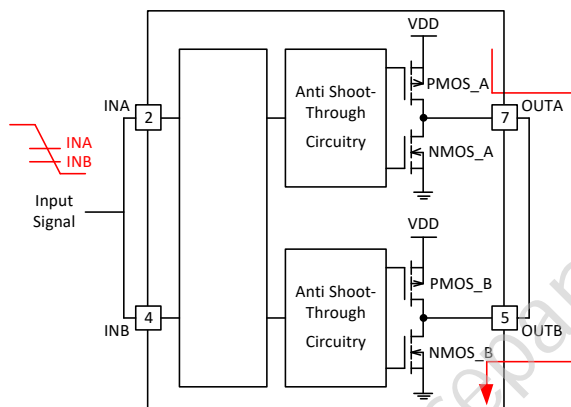 VDD
PMOS_A
Anti Shoot-
Through
Circuitry
INA
2
7
OUTA
NMOS_A
INA
INB
Input
Signal
VDD
PMOS_B
Anti Shoot-
Through
Circuitry
4
INB
5
OUTB
NMOS_B